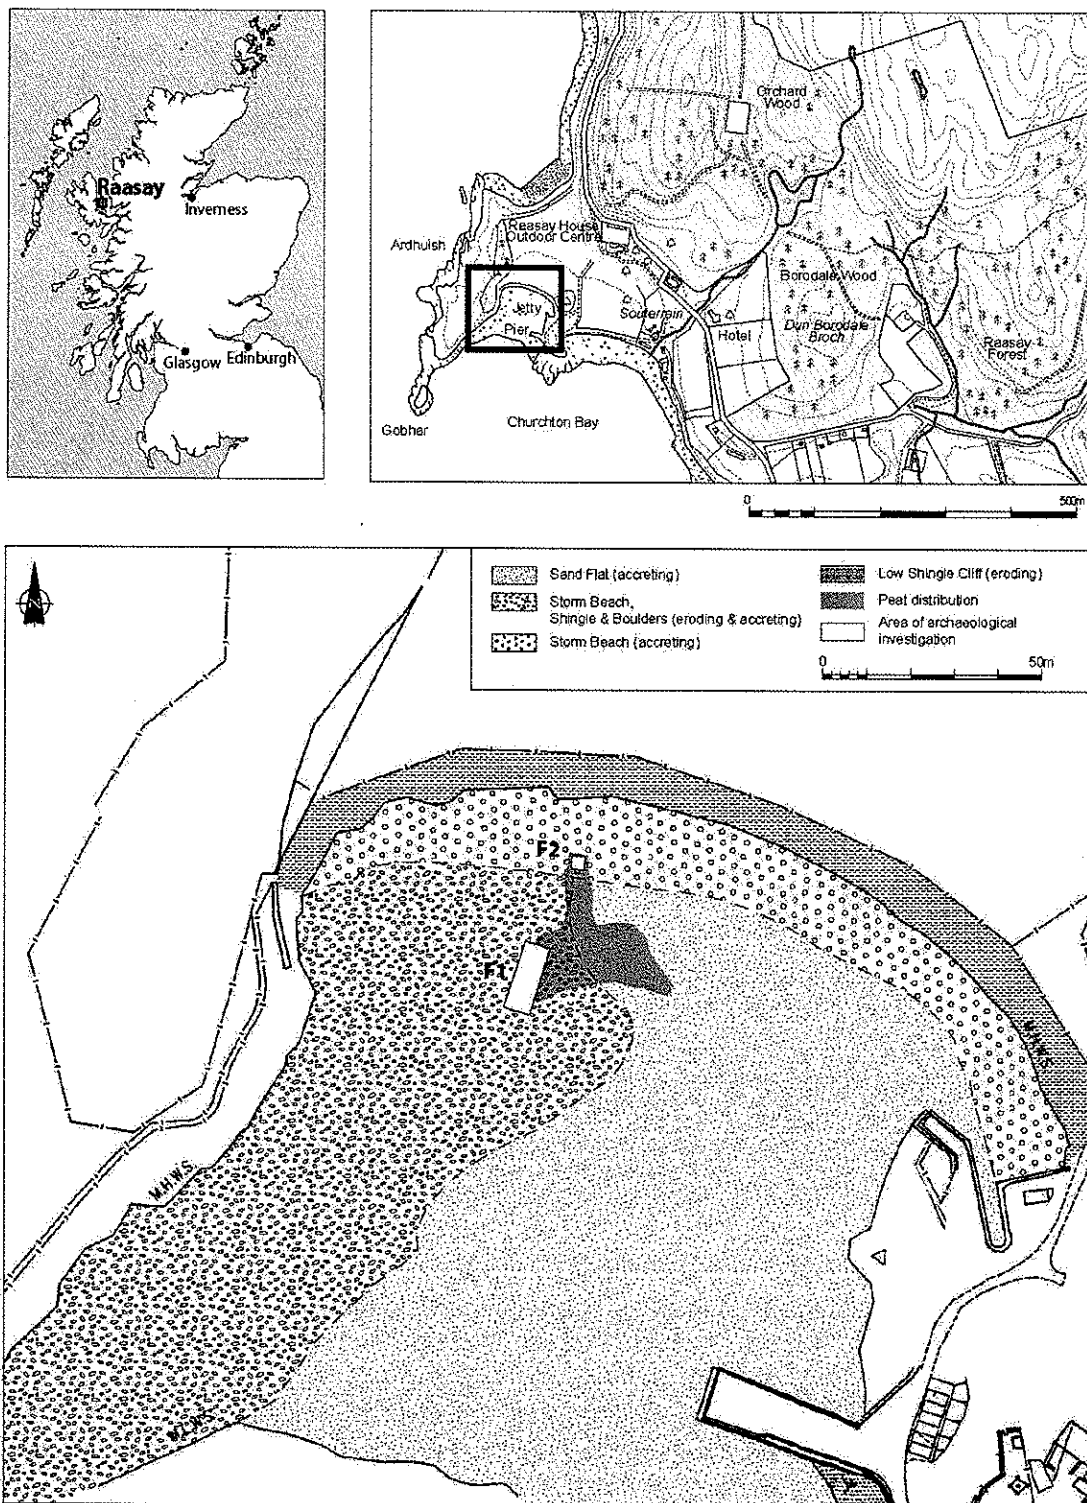 Raasay
Inverness
Glasgow
Edinburgh
Orchard
Wood
Raasay House
Outdoor Centre
Ardhuish
Jetty
Pier
Souterrain
Borodale Wood
Dun Borodale
Broch
Hotel
Raasay
Forest
Gobhar
Churchton Bay
0
500m
N
Sand Flat (accreting)
Storm Beach,
Shingle & Boulders (eroding & accreting)
Storm Beach (accreting)
Low Shingle Cliff (eroding)
Peat distribution
Area of archaeological
investigation
0
50m
F2
F1
M.H.W.S.
M.H.W.S.
M.L.W.S.